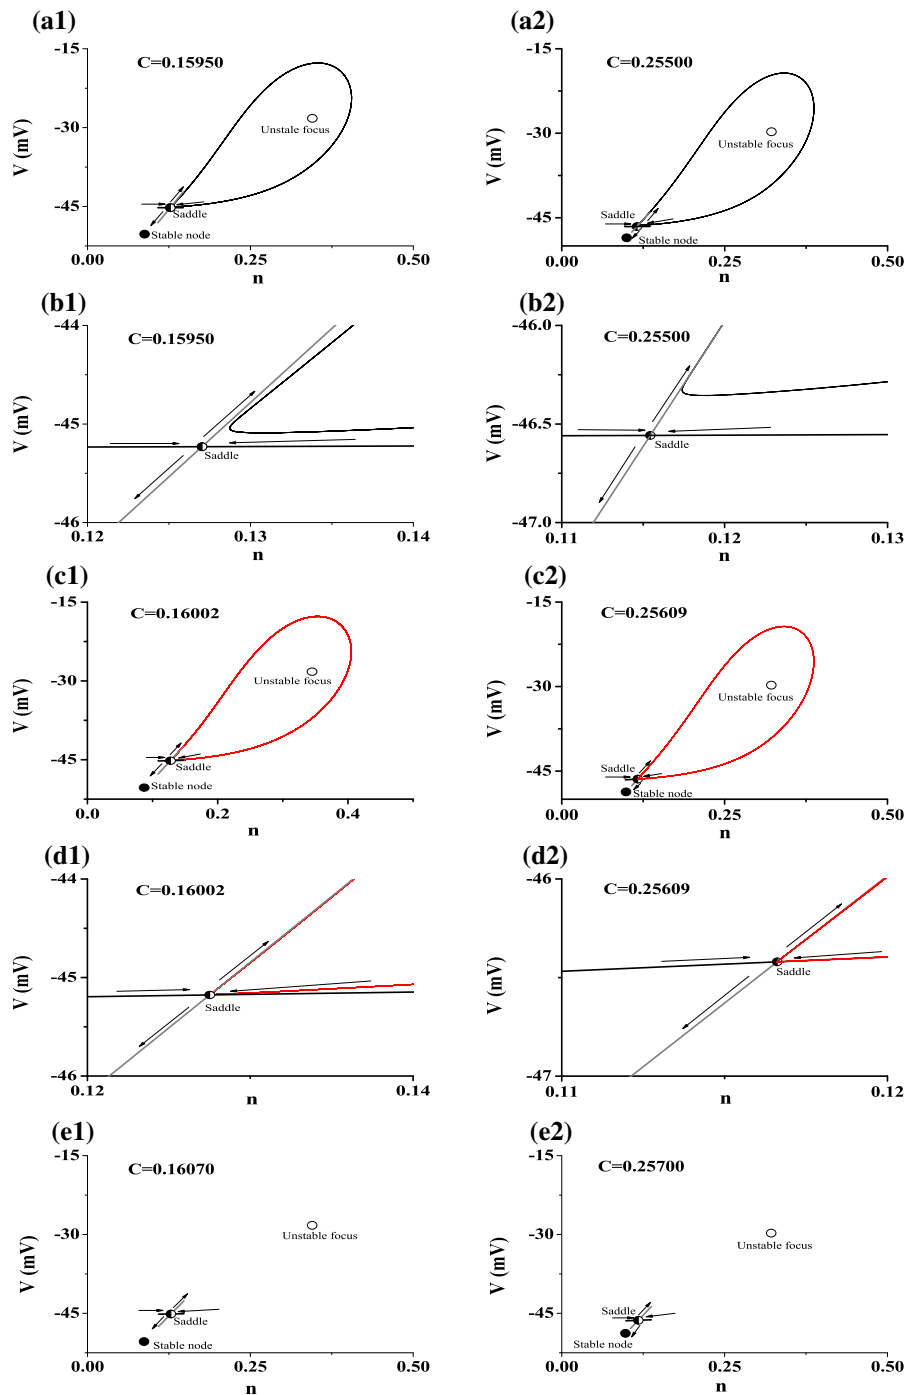 (a1)
C=0.15950
-15
-30
-45
V (mV)
Unstale focus
Saddle
Stable node
0.00
0.25
0.50
n
(a2)
C=0.25500
-15
-30
-45
V (mV)
Unstable focus
Saddle
Stable node
0.00
0.25
0.50
n
(b1)
C=0.15950
-44
-45
-46
V (mV)
Saddle
0.12
0.13
0.14
n
(b2)
C=0.25500
-46.0
-46.5
-47.0
V (mV)
Saddle
0.11
0.12
0.13
n
(c1)
C=0.16002
-15
-30
-45
V (mV)
Unstable focus
Saddle
Stable node
0.0
0.2
0.4
n
(c2)
C=0.25609
-15
-30
-45
V (mV)
Unstable focus
Saddle
Stable node
0.00
0.25
0.50
n
(d1)
C=0.16002
-44
-45
-46
V (mV)
Saddle
0.12
0.13
0.14
n
(d2)
C=0.25609
-46
-47
V (mV)
Saddle
0.11
0.25
0.12
n
(e1)
C=0.16070
-15
-30
-45
V (mV)
Unstable focus
Saddle
Stable node
0.00
0.25
0.50
n
(e2)
C=0.25700
-15
-30
-45
V (mV)
Unstable focus
Saddle
Stable node
0.00
0.25
0.50
n